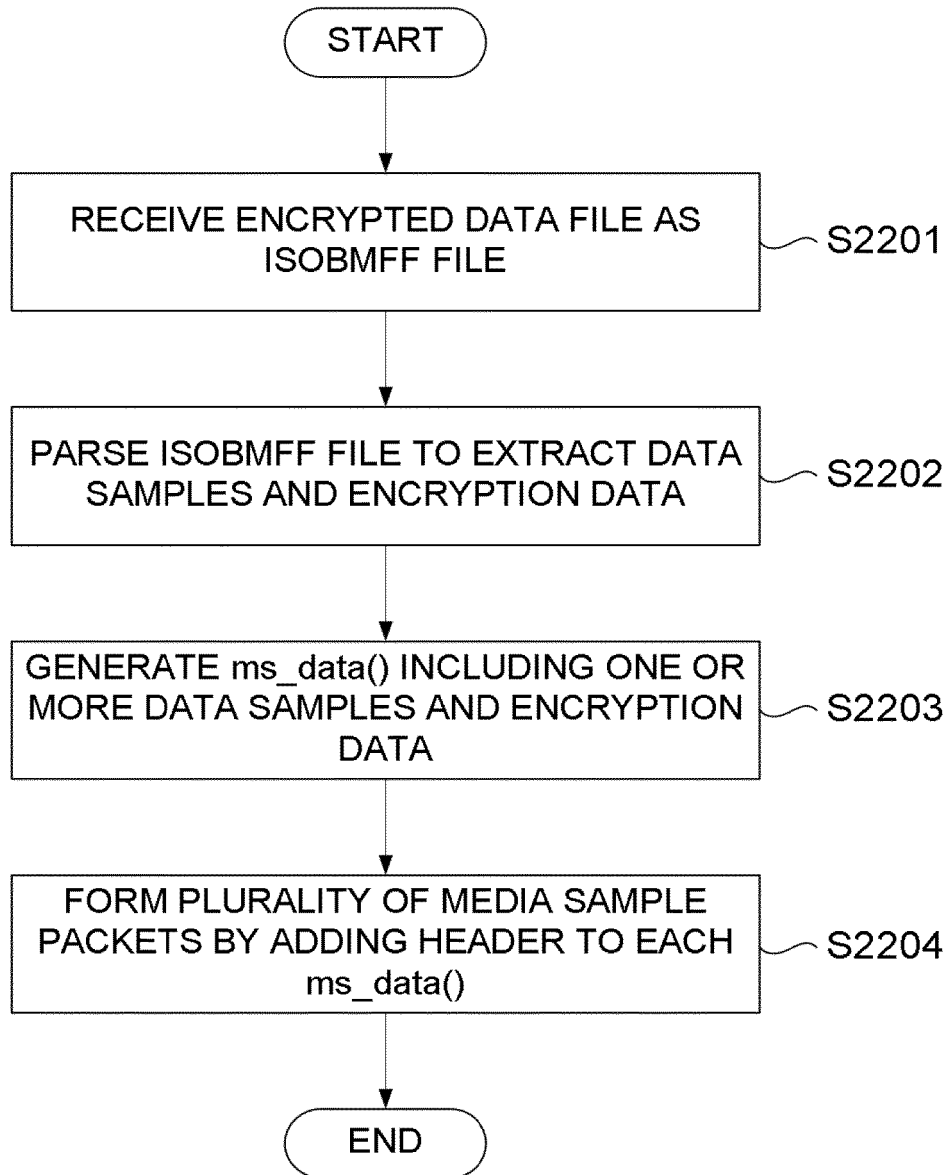 START
RECEIVE ENCRYPTED DATA FILE AS
ISOBMFF FILE
S2201
PARSE ISOBMFF FILE TO EXTRACT DATA
SAMPLES AND ENCRYPTION DATA
S2202
GENERATE ms_data() INCLUDING ONE OR
MORE DATA SAMPLES AND ENCRYPTION
DATA
S2203
FORM PLURALITY OF MEDIA SAMPLE
PACKETS BY ADDING HEADER TO EACH
ms_data()
S2204
END